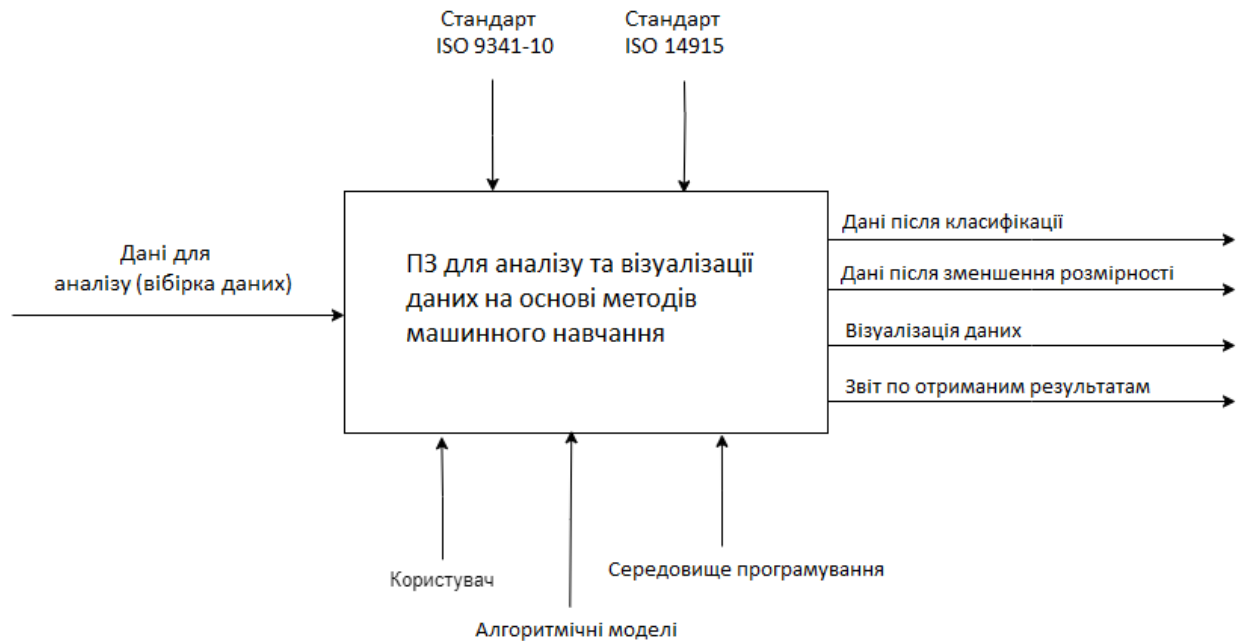 Стандарт
ISO 9341-10
Стандарт
ISO 14915
Дані для
аналізу (вібірка даних)
ПЗ для аналізу та візуалізації
даних на основі методів
машинного навчання
Дані після класифікації
Дані після зменшення розмірності
Візуалізація даних
Звіт по отриманим результатам
Користувач
Алгоритмічні моделі
Середовище програмування